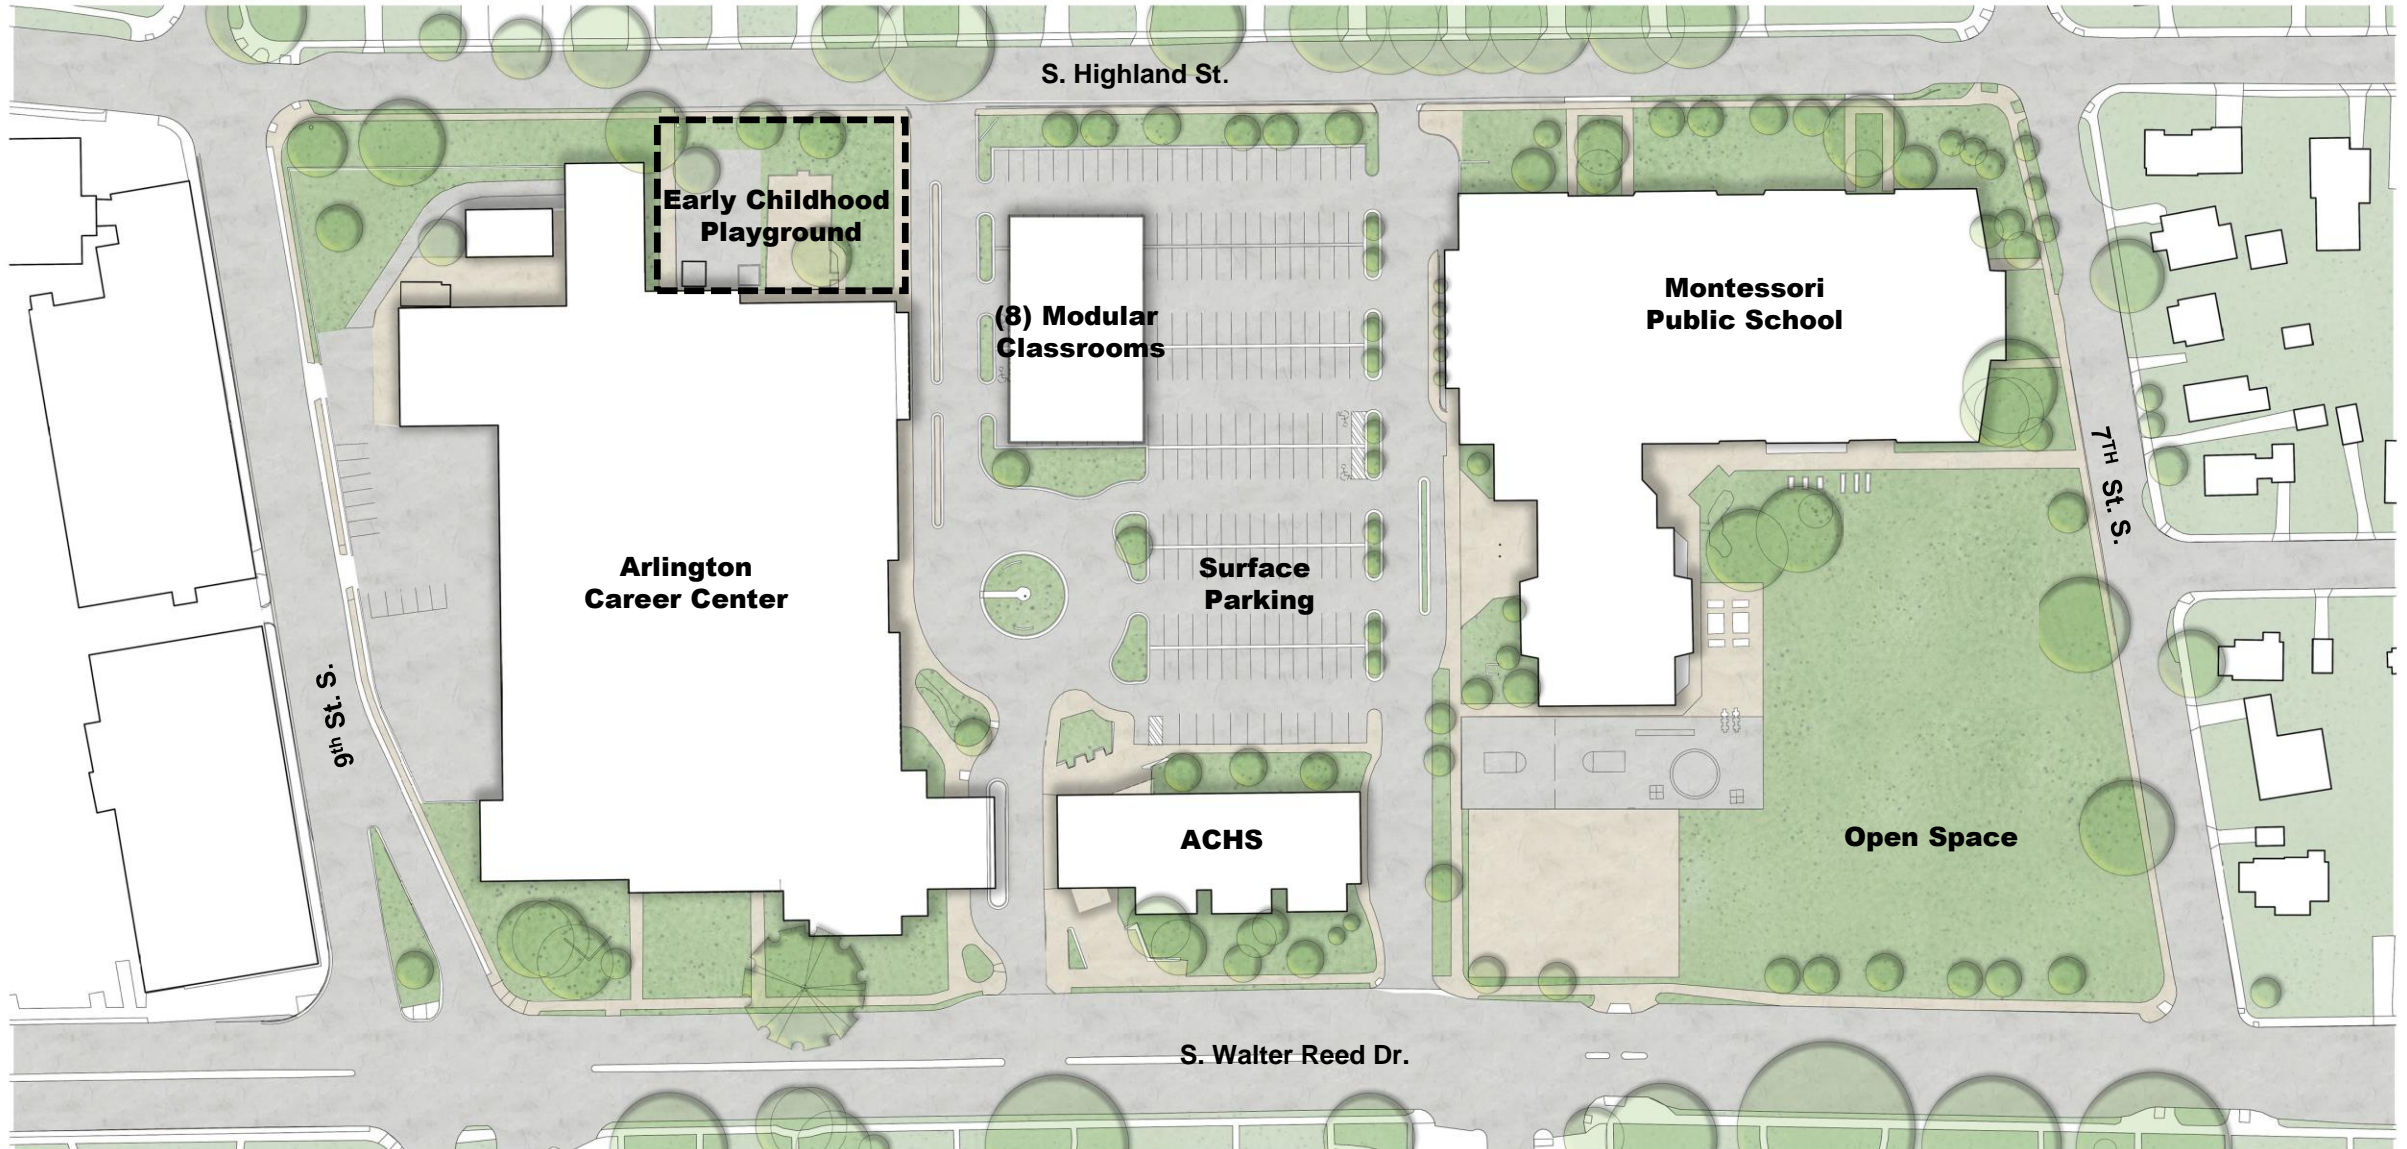 S. Highland St.
Early Childhood
Playground
(8) Modular
Classrooms
Montessori
Public School
7TH St. S.
Arlington
Career Center
Surface
Parking
9th St. S.
ACHS
Open Space
S. Walter Reed Dr.